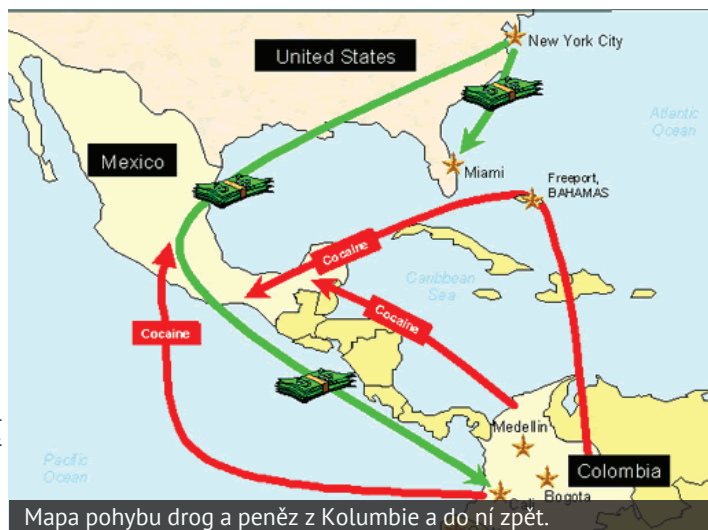 New York City
United States
Atlantic
Ocean
Mexico
Miami
Freeport,
BAHAMAS
Cocaine
Caribbean
Sea
Cocaine
Cocaine
Medellin
Pacific
Ocean
Colombia
Cali
Bogota
Mapa pohybu drog a peněz z Kolumbie a do ní zpět.